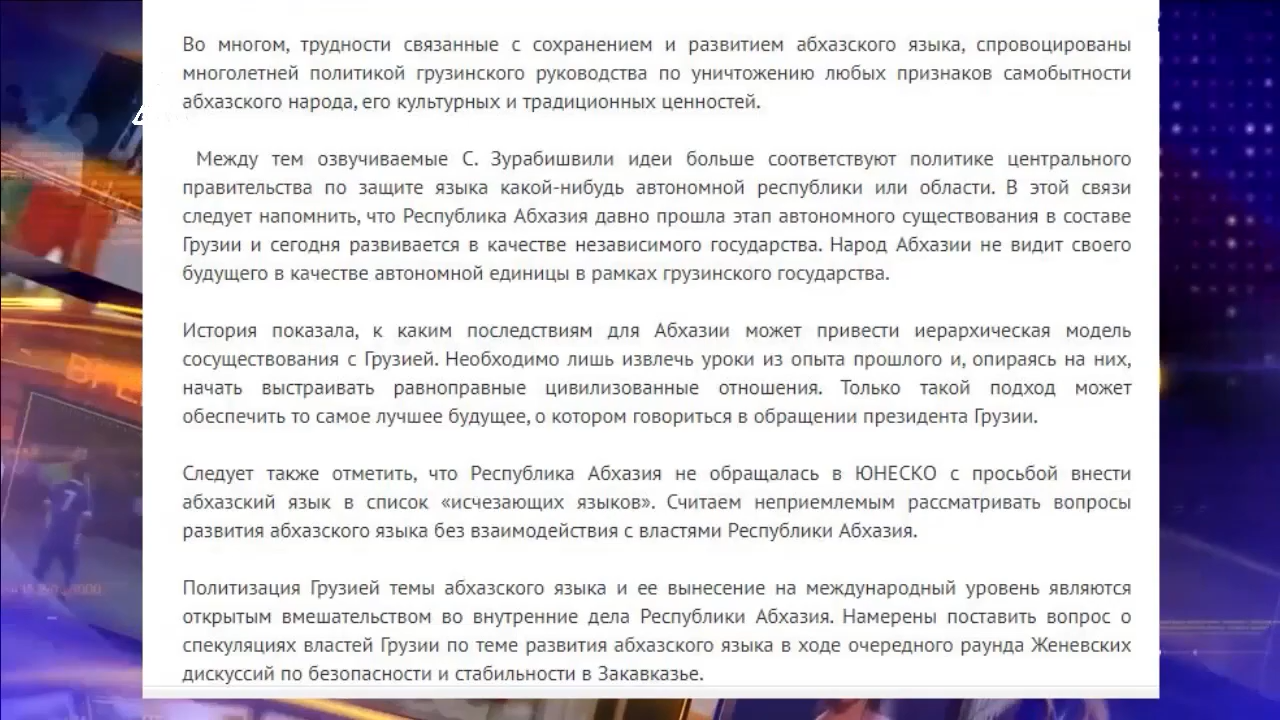 Во многом, трудности связанные с сохранением и развитием абхазского языка, спровоцированы
многолетней политикой грузинского руководства по уничтожению любых признаков самобытности
абхазского народа, его культурных и традиционных ценностей.
Между тем озвучиваемые С. Зурабишвили идеи больше соответствуют политике центрального
правительства по защите языка какой-нибудь автономной республики или области. В этой связи
следует напомнить, что Республика Абхазия давно прошла этап автономного существования в составе
Грузии и сегодня развивается в качестве независимого государства. Народ Абхазии не видит своего
будущего в качестве автономной единицы в рамках грузинского государства.
История показала, к каким последствиям для Абхазии может привести иерархическая модель
сосуществования с Грузией. Необходимо лишь извлечь уроки из опыта прошлого и, опираясь на них,
начать выстраивать равноправные цивилизованные отношения. Только такой подход может
обеспечить то самое лучшее будущее, о котором говориться в обращении президента Грузии.
Следует также отметить, что Республика Абхазия не обращалась в ЮНЕСКО с просьбой внести
абхазский язык в список «исчезающих языков». Считаем неприемлемым рассматривать вопросы
развития абхазского языка без взаимодействия с властями Республики Абхазия.
Политизация Грузией темы абхазского языка и ее вынесение на международный уровень являются
открытым вмешательством во внутренние дела Республики Абхазия. Намерены поставить вопрос о
спекуляциях властей Грузии по теме развития абхазского языка в ходе очередного раунда Женевских
дискуссий по безопасности и стабильности в Закавказье.
7